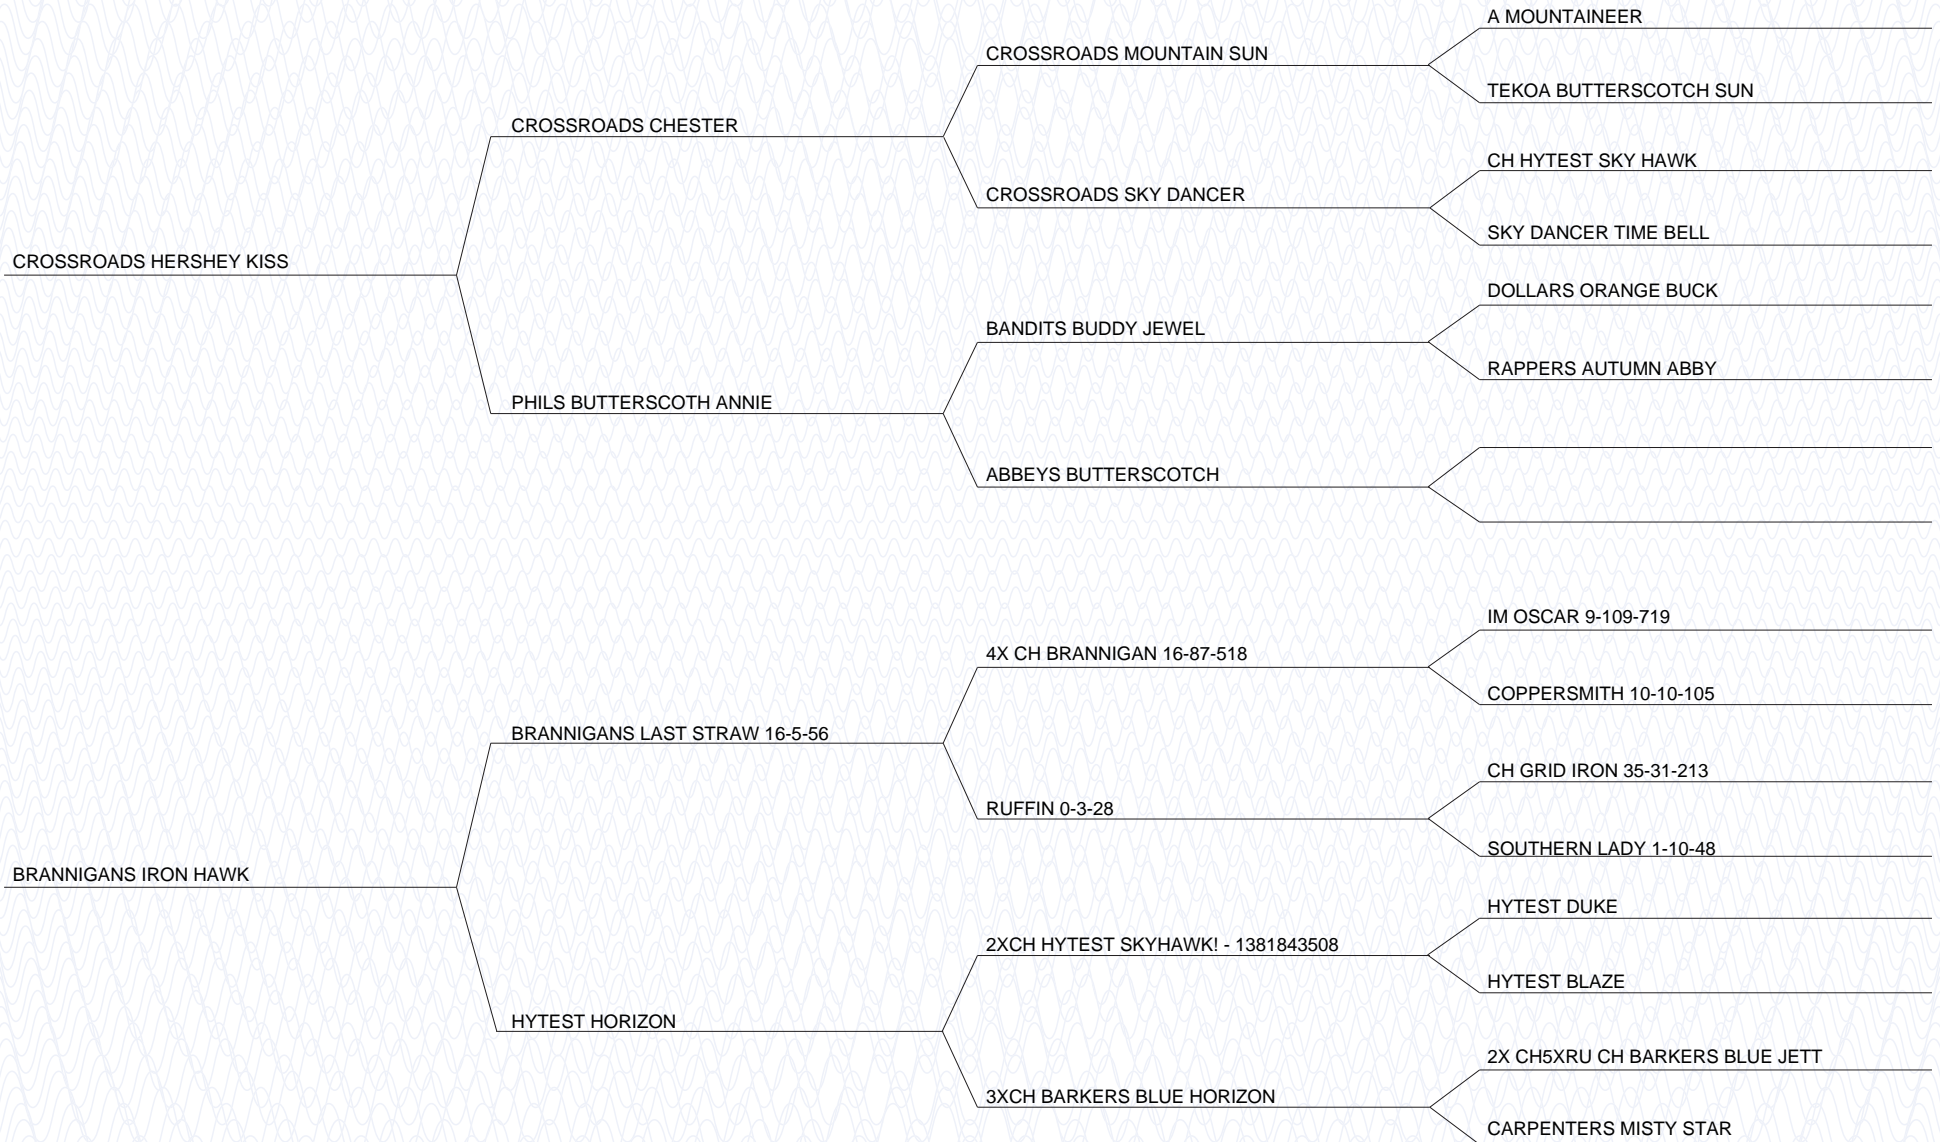 A MOUNTAINEER
CROSSROADS MOUNTAIN SUN
TEKOA BUTTERSCOTCH SUN
CROSSROADS CHESTER
CH HYTEST SKY HAWK
CROSSROADS SKY DANCER
SKY DANCER TIME BELL
CROSSROADS HERSHEY KISS
DOLLARS ORANGE BUCK
BANDITS BUDDY JEWEL
RAPPERS AUTUMN ABBY
PHILS BUTTERSCOTH ANNIE
ABBEYS BUTTERSCOTCH
IM OSCAR 9-109-719
4X CH BRANNIGAN 16-87-518
COPPERSMITH 10-10-105
BRANNIGANS LAST STRAW 16-5-56
CH GRID IRON 35-31-213
RUFFIN 0-3-28
SOUTHERN LADY 1-10-48
BRANNIGANS IRON HAWK
HYTEST DUKE
2XCH HYTEST SKYHAWK! - 1381843508
HYTEST BLAZE
HYTEST HORIZON
2X CH5XRU CH BARKERS BLUE JETT
3XCH BARKERS BLUE HORIZON
CARPENTERS MISTY STAR